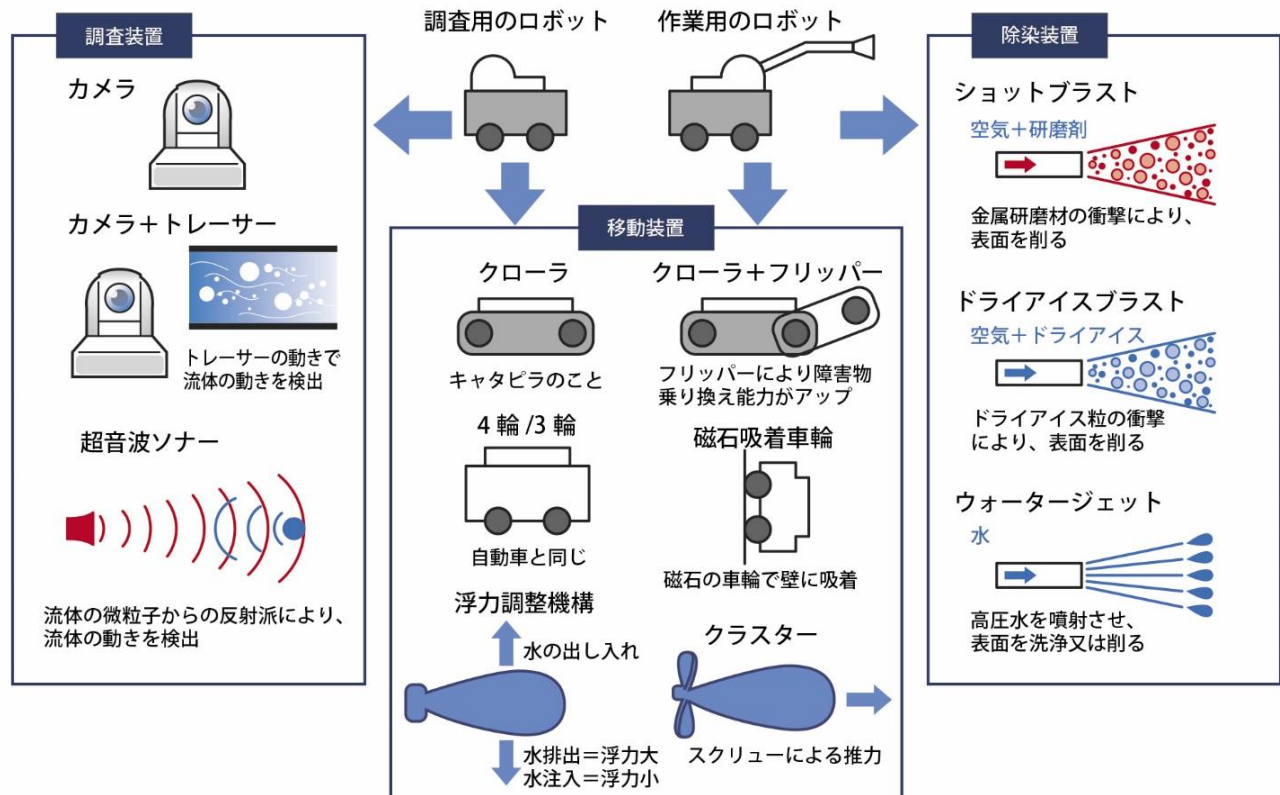 調査用のロボット
作業用のロボット
調査装置
カメラ
カメラ＋トレーサー
トレーサーの動きで
流体の動きを検出
超音波ソナー
流体の微粒子からの反射派により、
流体の動きを検出
移動装置
クローラ
キャタピラのこと
クローラ＋フリッパー
フリッパーにより障害物
乗り換え能力がアップ
4輪/3輪
自動車と同じ
磁石吸着車輪
磁石の車輪で壁に吸着
浮力調整機構
水の出し入れ
水排出＝浮力大
水注入＝浮力小
クラスター
スクリューによる推力
除染装置
ショットブラスト
空気＋研磨剤
金属研磨材の衝撃により、
表面を削る
ドライアイスブラスト
空気＋ドライアイス
ドライアイス粒の衝撃
により、表面を削る
ウォータージェット
水
高圧水を噴射させ、
表面を洗浄又は削る